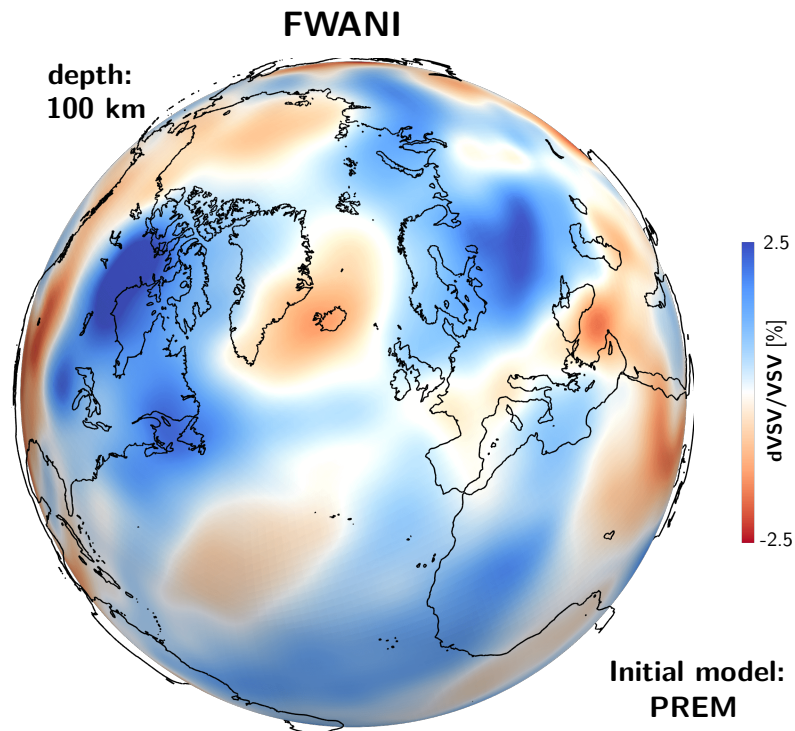 FWANI
depth:
100 km
2.5
dVSV/VSV [%]
-2.5
Initial model:
PREM